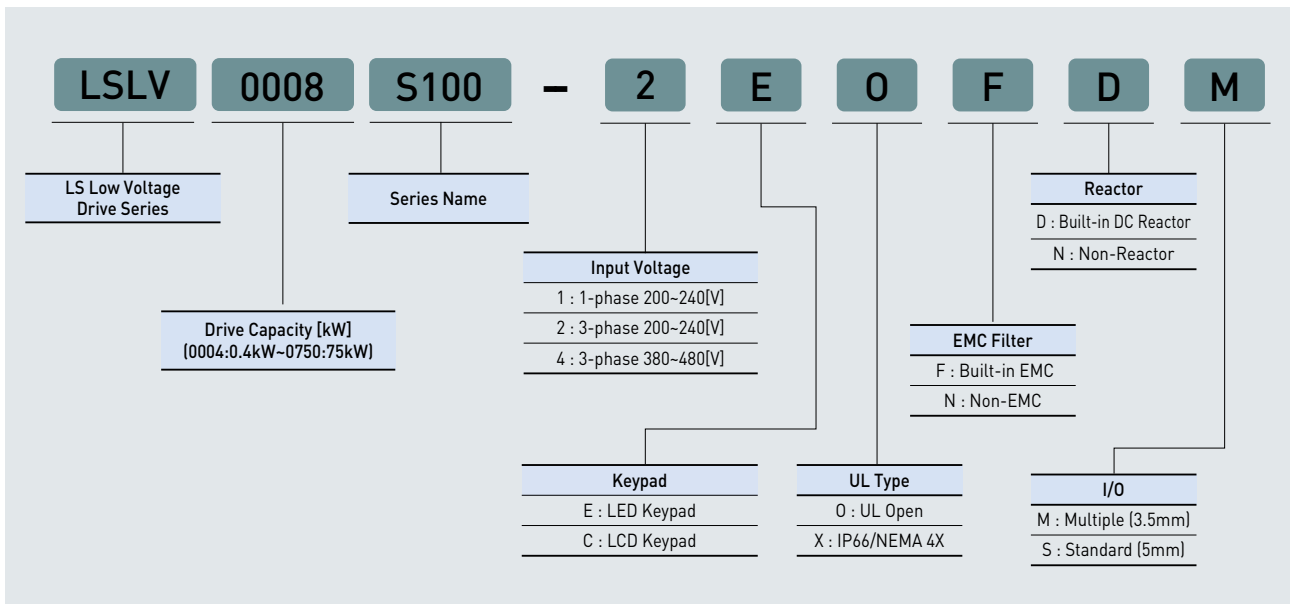 LSLV 0008 S100 - 2 E O F D M
LS Low Voltage
Drive Series
Drive Capacity [kW]
(0004:0.4kW~0750:75kW)
Series Name
Input Voltage
1 : 1-phase 200~240[V]
2 : 3-phase 200~240[V]
4 : 3-phase 380~480[V]
Keypad
E : LED Keypad
C : LCD Keypad
UL Type
O : UL Open
X : IP66/NEMA 4X
EMC Filter
F : Built-in EMC
N : Non-EMC
Reactor
D : Built-in DC Reactor
N : Non-Reactor
I/O
M : Multiple (3.5mm)
S : Standard (5mm)